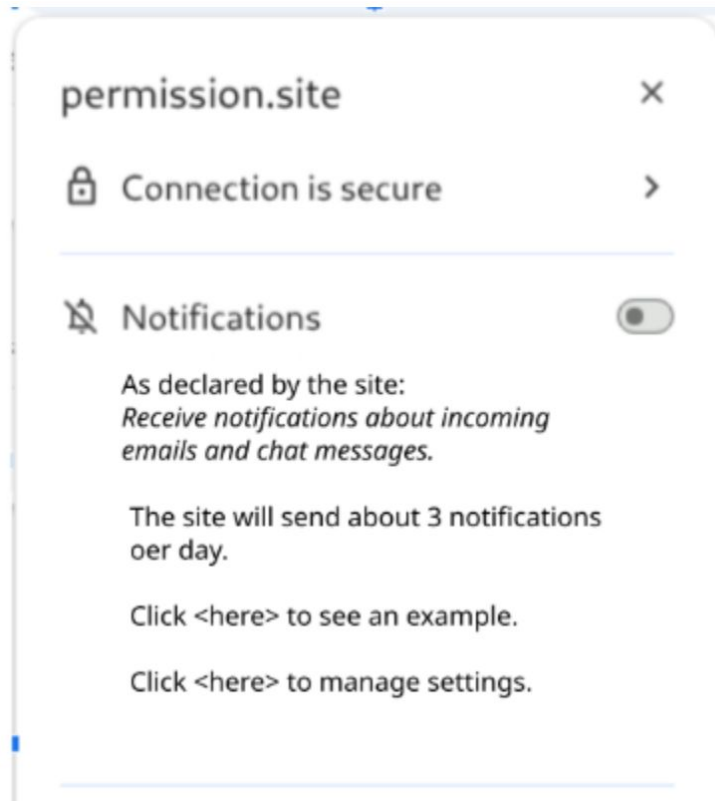 permission.site
Connection is secure
Notifications
As declared by the site:
Receive notifications about incoming
emails and chat messages.
The site will send about 3 notifications
oer day.
Click <here> to see an example.
Click <here> to manage settings.